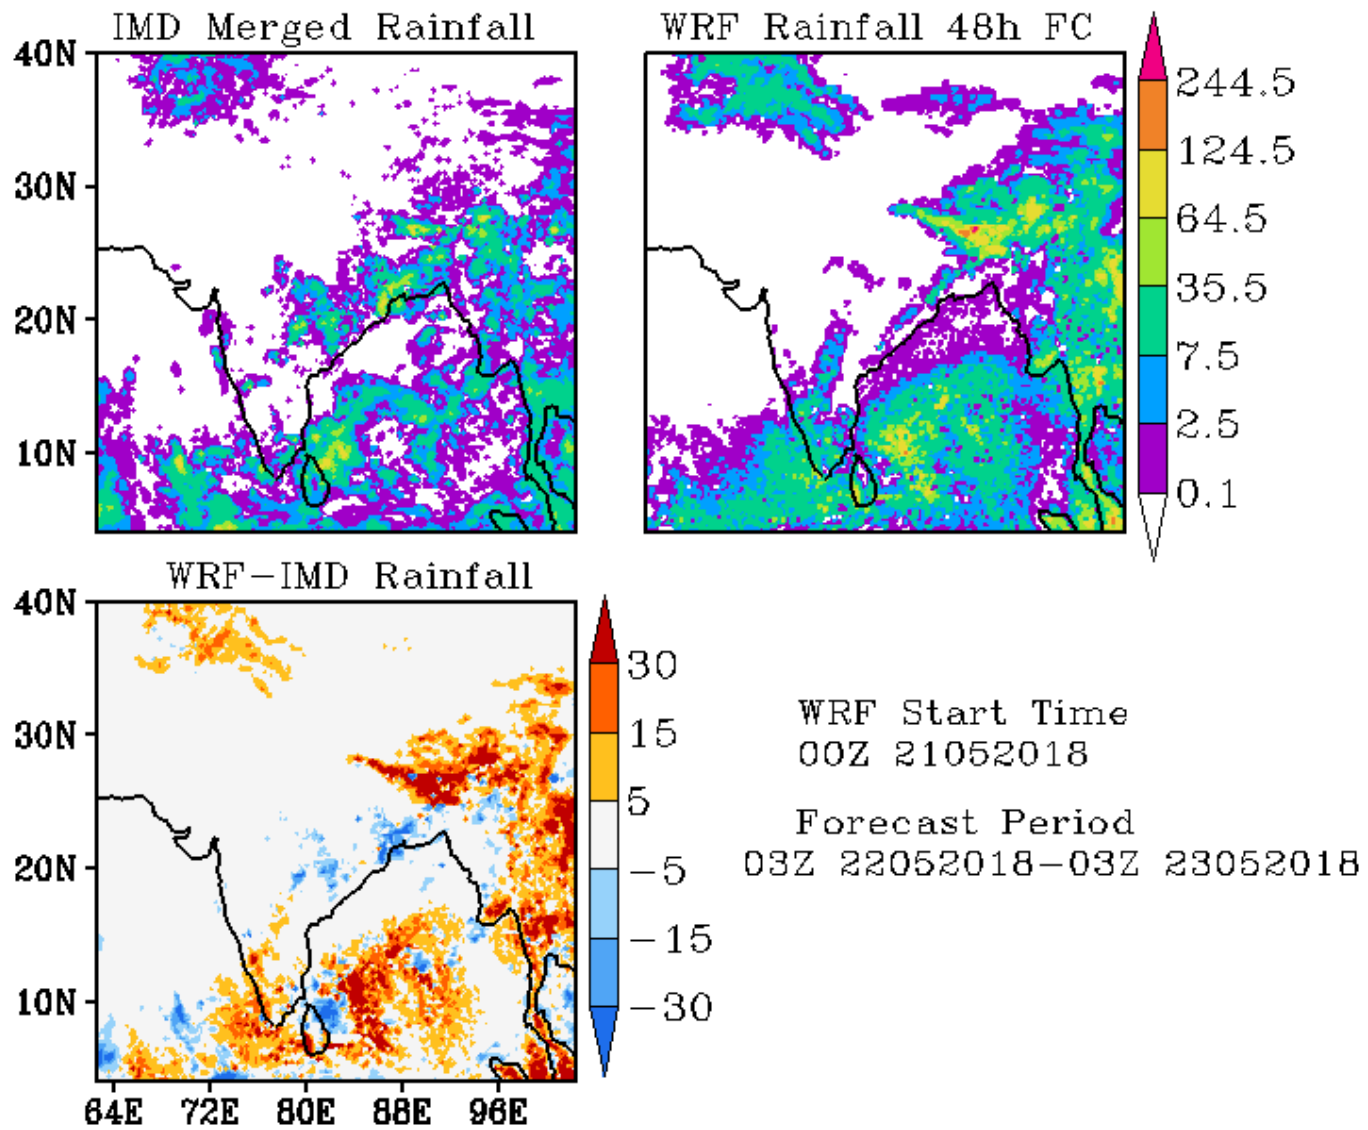 IMD Merged Rainfall
WRF Rainfall 48h FC
40N
30N
20N
10N
244.5
124.5
64.5
35.5
7.5
2.5
0.1
WRF-IMD Rainfall
40N
30N
20N
10N
64E 72E 80E 88E 96E
30
15
5
-5
-15
-30
WRF Start Time
00Z 21052018
Forecast Period
03Z 22052018-03Z 23052018